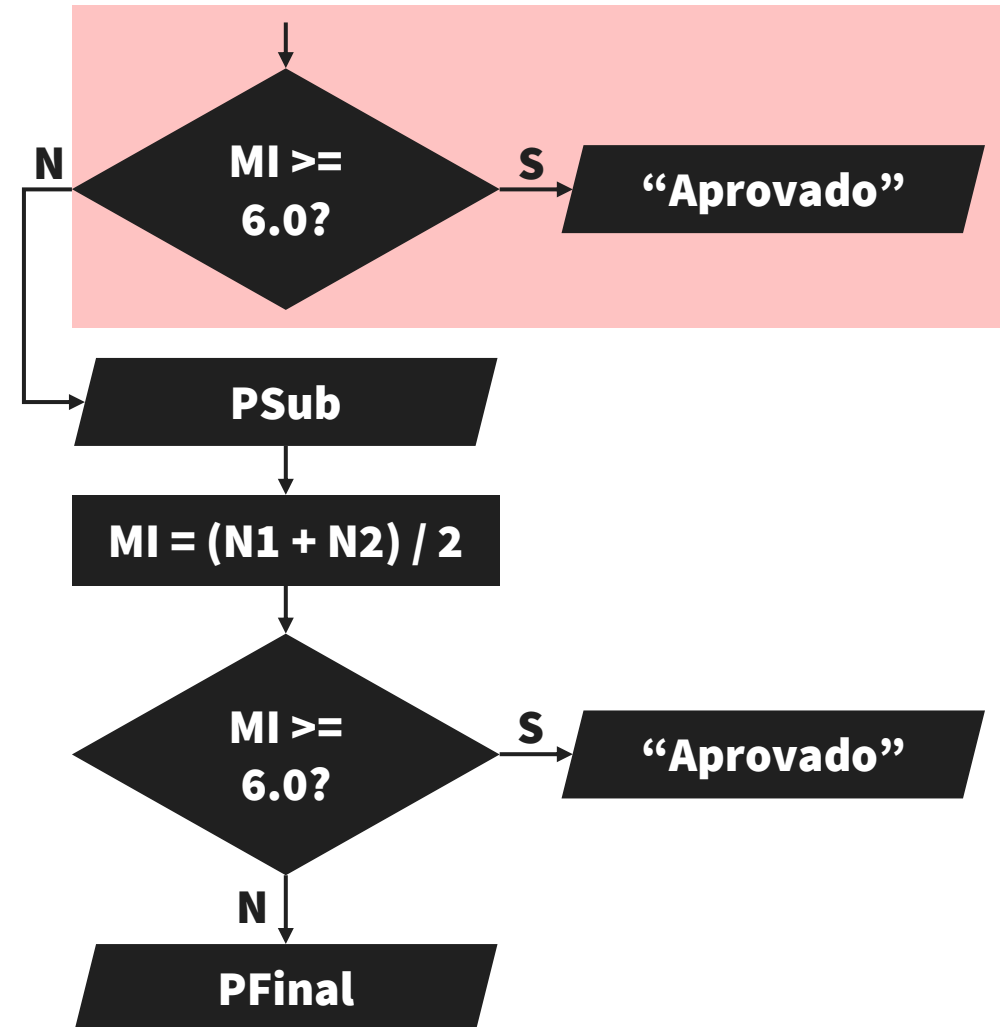 N
MI >=
6.0?
S
“Aprovado”
PSub
MI = (N1 + N2) / 2
MI >=
6.0?
S
“Aprovado”
N
PFinal